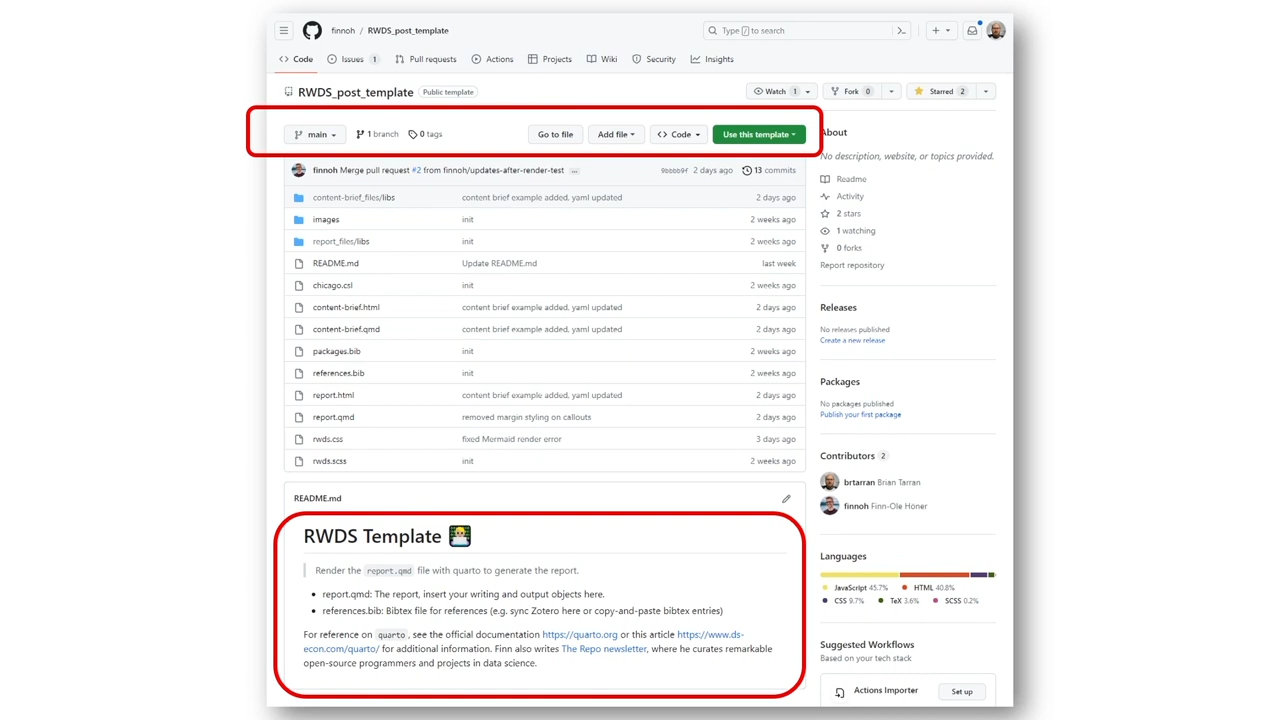 finnoh / RWDS_post_template
Type / to search
Code Issues 1 Pull requests Actions Projects Wiki Security Insights
RWDS_post_template Public template
Watch 1 Fork 0 Starred 2
main 1 branch 0 tags Go to file Add file Code Use this template
finnoh Merge pull request #2 from finnoh/updates-after-render-test ... 9bbbb9f 2 days ago 13 commits
content-brief_files/libs content brief example added, yaml updated 2 days ago
images init 2 weeks ago
report_files/libs init 2 weeks ago
README.md Update README.md last week
chicago.csl init 2 weeks ago
content-brief.html content brief example added, yaml updated 2 days ago
content-brief.qmd content brief example added, yaml updated 2 days ago
packages.bib init 2 weeks ago
references.bib init 2 weeks ago
report.html content brief example added, yaml updated 2 days ago
report.qmd removed margin styling on callouts 2 days ago
rwds.css fixed Mermaid render error 3 days ago
rwds.scss init 2 weeks ago
README.md
RWDS Template
Render the report.qmd file with quarto to generate the report.
• report.qmd: The report, insert your writing and output objects here.
• references.bib: Bibtex file for references (e.g. sync Zotero here or copy-and-paste bibtex entries)
For reference on quarto, see the official documentation https://quarto.org or this article https://www.ds-
econ.com/quarto/ for additional information. Finn also writes The Repo newsletter, where he curates remarkable
open-source programmers and projects in data science.
About
No description, website, or topics provided.
Readme
Activity
2 stars
1 watching
0 forks
Report repository
Releases
No releases published
Create a new release
Packages
No packages published
Publish your first package
Contributors 2
brtarran Brian Tarran
finnoh Finn-Ole Höner
Languages
JavaScript 45.7% HTML 40.8%
CSS 9.7% TeX 3.6% SCSS 0.2%
Suggested Workflows
Based on your tech stack
Actions Importer Set up